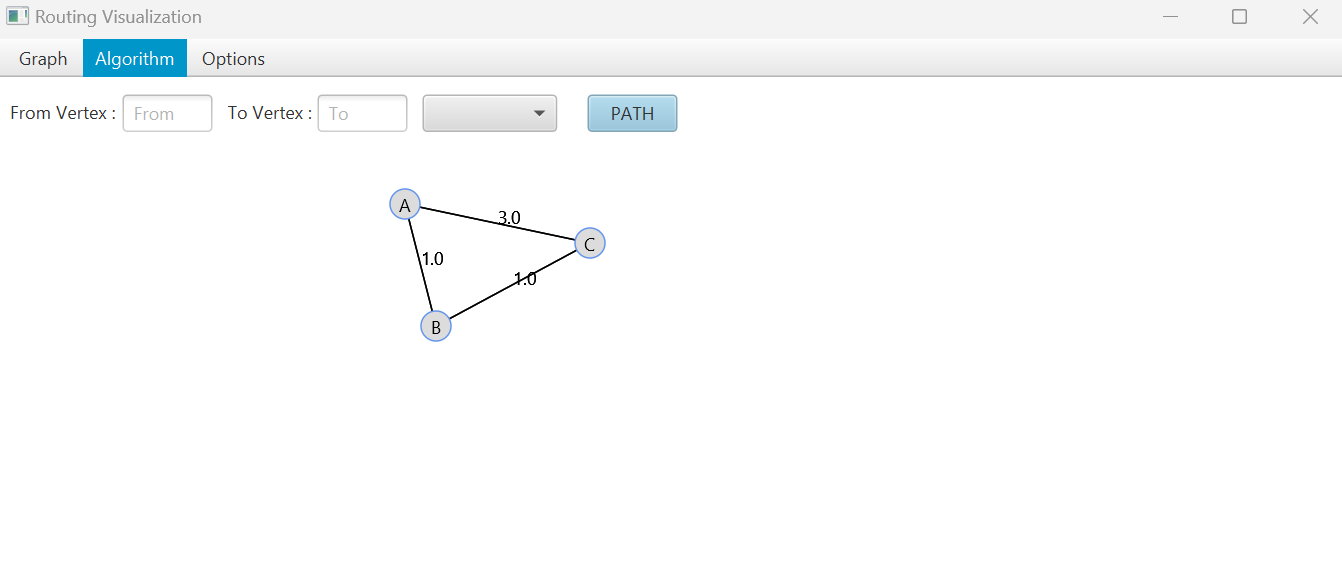 Routing Visualization
Graph Algorithm Options
From Vertex : From To Vertex : To PATH
A
3.0
C
1.0
1.0
B